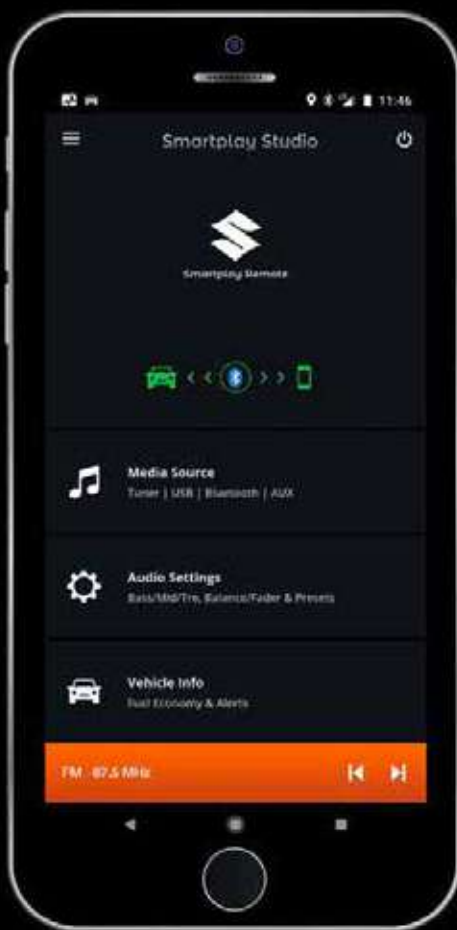 11:46
Smartplay Studio
Smartplay Remote
Media Source
Tuner | USB | Bluetooth | AUX
Audio Settings
Bass/Mid/Tre, Balance/Fader & Presets
Vehicle Info
Fuel Economy & Alerts
FM 87.5 MHz